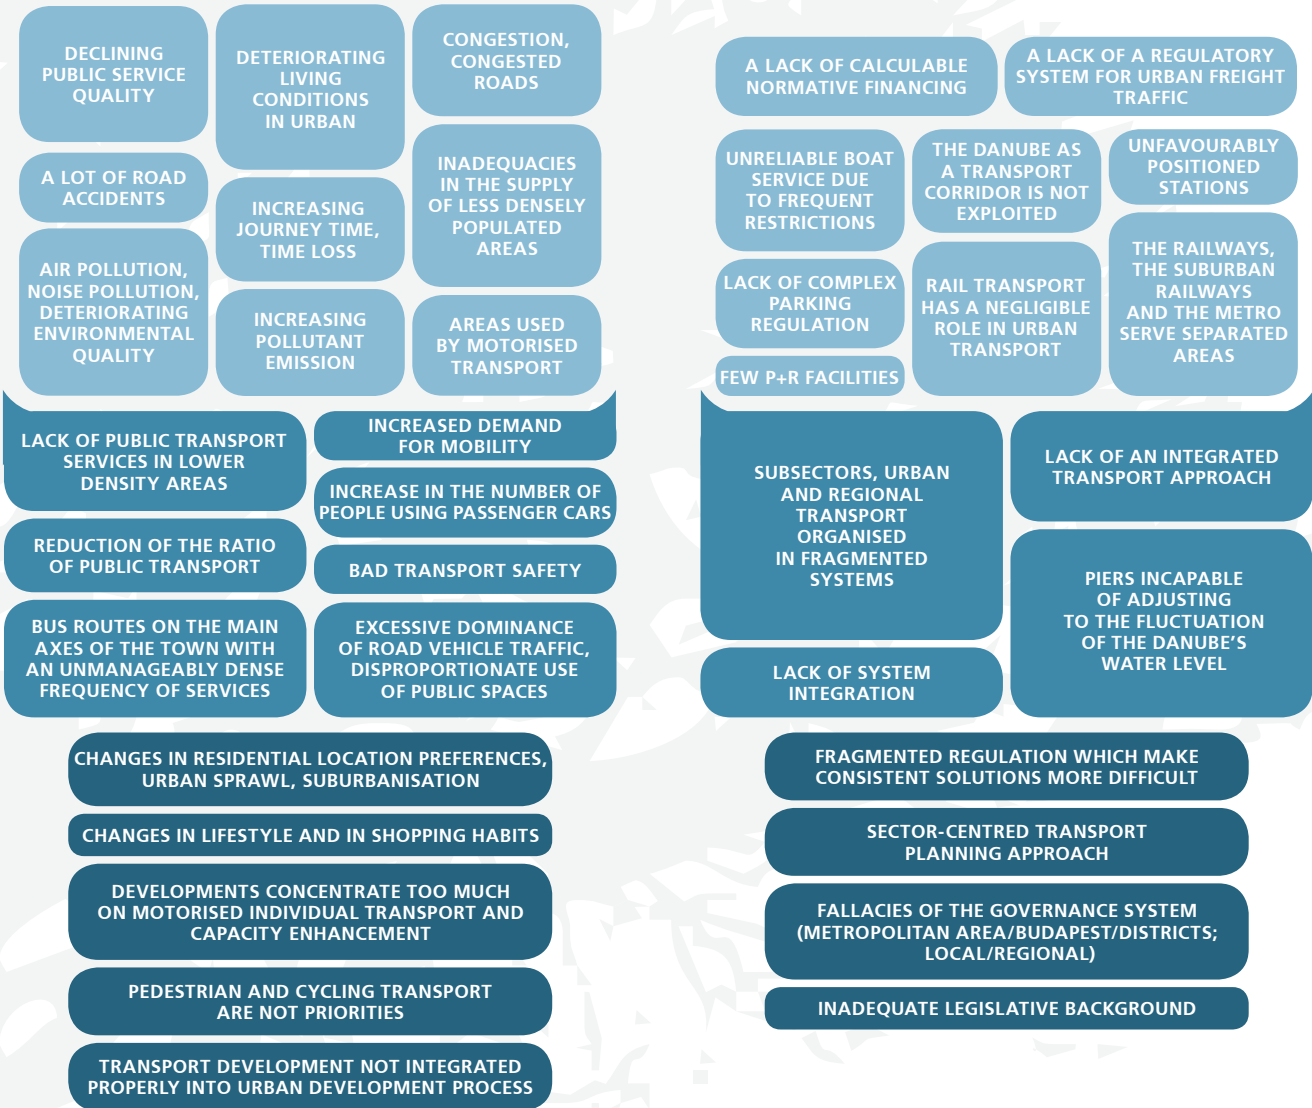 DECLINING
PUBLIC SERVICE
QUALITY
A LOT OF ROAD
ACCIDENTS
AIR POLLUTION,
NOISE POLLUTION,
DETERIORATING
ENVIRONMENTAL
QUALITY
DETERIORATING
LIVING
CONDITIONS
IN URBAN
INCREASING
JOURNEY TIME,
TIME LOSS
INCREASING
POLLUTANT
EMISSION
CONGESTION,
CONGESTED
ROADS
INADEQUACIES
IN THE SUPPLY
OF LESS DENSELY
POPULATED
AREAS
AREAS USED
BY MOTORISED
TRANSPORT
LACK OF PUBLIC TRANSPORT
SERVICES IN LOWER
DENSITY AREAS
REDUCTION OF THE RATIO
OF PUBLIC TRANSPORT
BUS ROUTES ON THE MAIN
AXES OF THE TOWN WITH
AN UNMANAGEABLY DENSE
FREQUENCY OF SERVICES
INCREASED DEMAND
FOR MOBILITY
INCREASE IN THE NUMBER OF
PEOPLE USING PASSENGER CARS
BAD TRANSPORT SAFETY
EXCESSIVE DOMINANCE
OF ROAD VEHICLE TRAFFIC,
DISPROPORTIONATE USE
OF PUBLIC SPACES
CHANGES IN RESIDENTIAL LOCATION PREFERENCES,
URBAN SPRAWL, SUBURBANISATION
CHANGES IN LIFESTYLE AND IN SHOPPING HABITS
DEVELOPMENTS CONCENTRATE TOO MUCH
ON MOTORISED INDIVIDUAL TRANSPORT AND
CAPACITY ENHANCEMENT
PEDESTRIAN AND CYCLING TRANSPORT
ARE NOT PRIORITIES
TRANSPORT DEVELOPMENT NOT INTEGRATED
PROPERLY INTO URBAN DEVELOPMENT PROCESS
A LACK OF CALCULABLE
NORMATIVE FINANCING
A LACK OF A REGULATORY
SYSTEM FOR URBAN FREIGHT
TRAFFIC
UNRELIABLE BOAT
SERVICE DUE
TO FREQUENT
RESTRICTIONS
LACK OF COMPLEX
PARKING
REGULATION
FEW P+R FACILITIES
THE DANUBE AS
A TRANSPORT
CORRIDOR IS NOT
EXPLOITED
RAIL TRANSPORT
HAS A NEGLIGIBLE
ROLE IN URBAN
TRANSPORT
UNFAVOURABLY
POSITIONED
STATIONS
THE RAILWAYS,
THE SUBURBAN
RAILWAYS
AND THE METRO
SERVE SEPARATED
AREAS
SUBSECTORS, URBAN
AND REGIONAL
TRANSPORT
ORGANISED
IN FRAGMENTED
SYSTEMS
LACK OF SYSTEM
INTEGRATION
LACK OF AN INTEGRATED
TRANSPORT APPROACH
PIERS INCAPABLE
OF ADJUSTING
TO THE FLUCTUATION
OF THE DANUBE'S
WATER LEVEL
FRAGMENTED REGULATION WHICH MAKE
CONSISTENT SOLUTIONS MORE DIFFICULT
SECTOR-CENTRED TRANSPORT
PLANNING APPROACH
FALLACIES OF THE GOVERNANCE SYSTEM
(METROPOLITAN AREA/BUDAPEST/DISTRICTS;
LOCAL/REGIONAL)
INADEQUATE LEGISLATIVE BACKGROUND